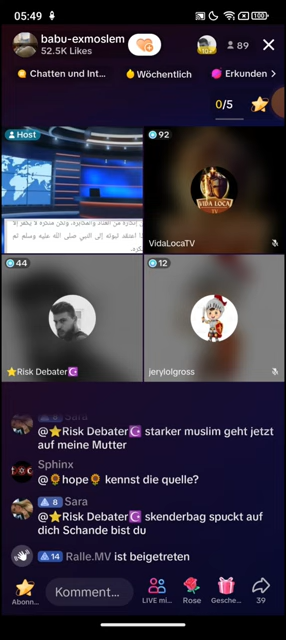 05:49
100
babu-exmoslem
52.5K Likes
89
Chatten und Int...
Wöchentlich
Erkunden
0/5
Host
92
VIDA LOCA
TV
VidaLocaTV
44
12
⭐Risk Debater☪
jerylolgross
8 Sara
@⭐Risk Debater☪ starker muslim geht jetzt
auf meine Mutter
Sphinx
@🌻hope🌻 kennst die quelle?
8 Sara
@⭐Risk Debater☪ skenderbag spuckt auf
dich Schande bist du
14 Ralle.MV ist beigetreten
Abonn...
Komment...
LIVE mi...
Rose
Gesche...
39